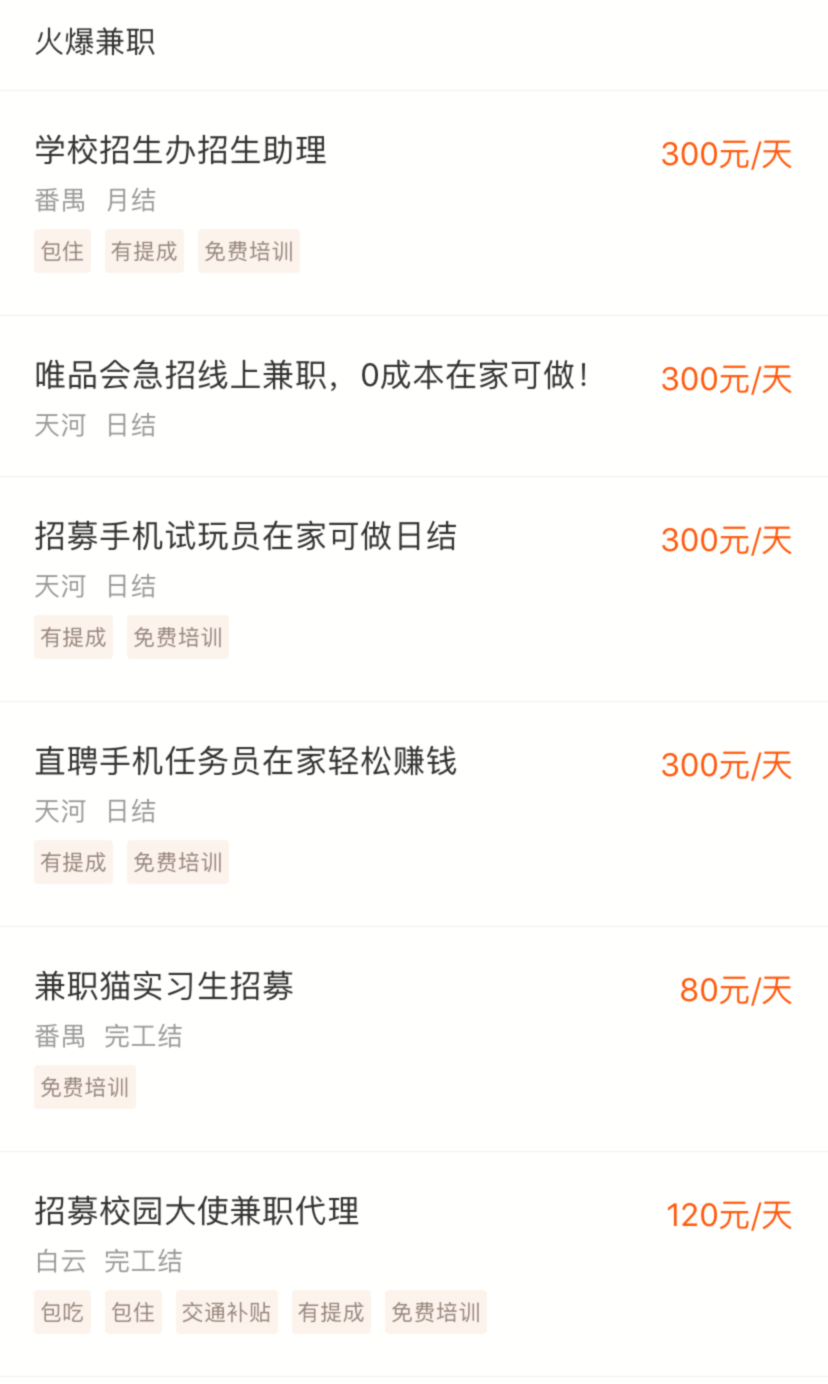 火爆兼职
学校招生办招生助理 300元/天
番禺 月结
包住 有提成 免费培训
唯品会急招线上兼职，0成本在家可做！ 300元/天
天河 日结
招募手机试玩员在家可做日结 300元/天
天河 日结
有提成 免费培训
直聘手机任务员在家轻松赚钱 300元/天
天河 日结
有提成 免费培训
兼职猫实习生招募 80元/天
番禺 完工结
免费培训
招募校园大使兼职代理 120元/天
白云 完工结
包吃 包住 交通补贴 有提成 免费培训